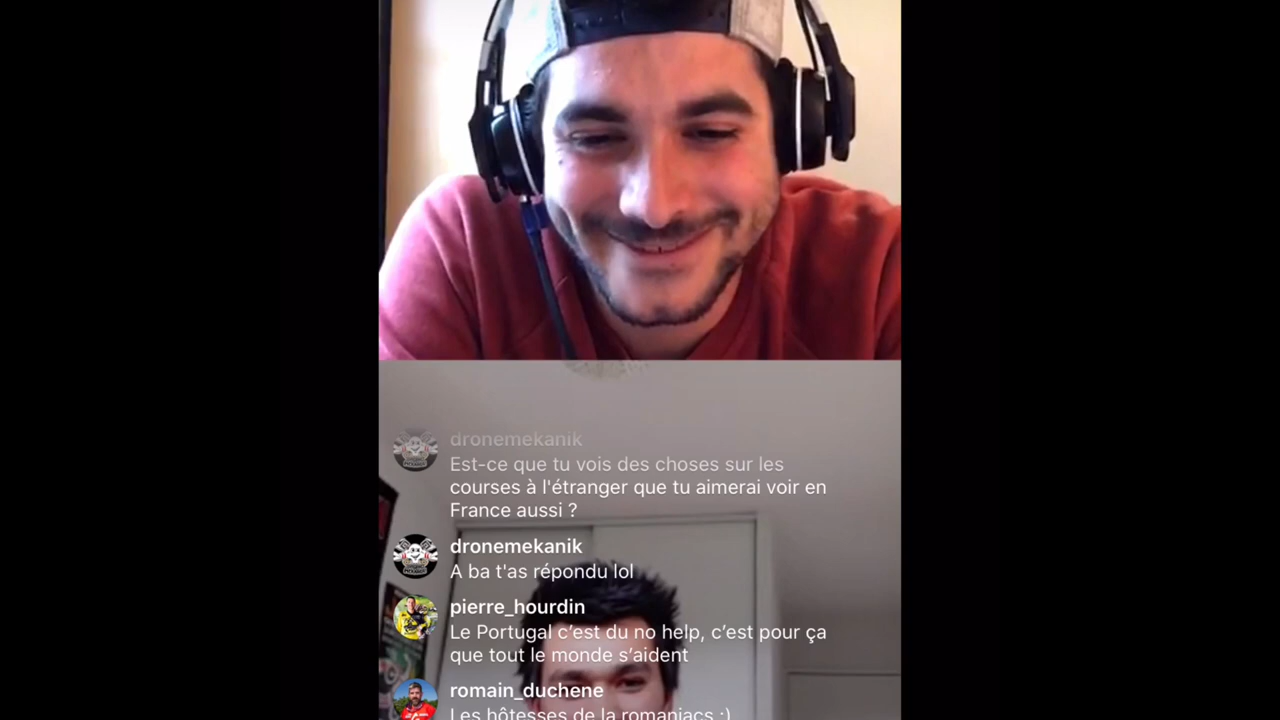 dronemekanik
Est-ce que tu vois des choses sur les
courses à l'étranger que tu aimerai voir en
France aussi ?
dronemekanik
A ba t'as répondu lol
pierre_hourdin
Le Portugal c’est du no help, c’est pour ça
que tout le monde s’aident
romain_duchene
Les hôtesses de la romaniacs :)